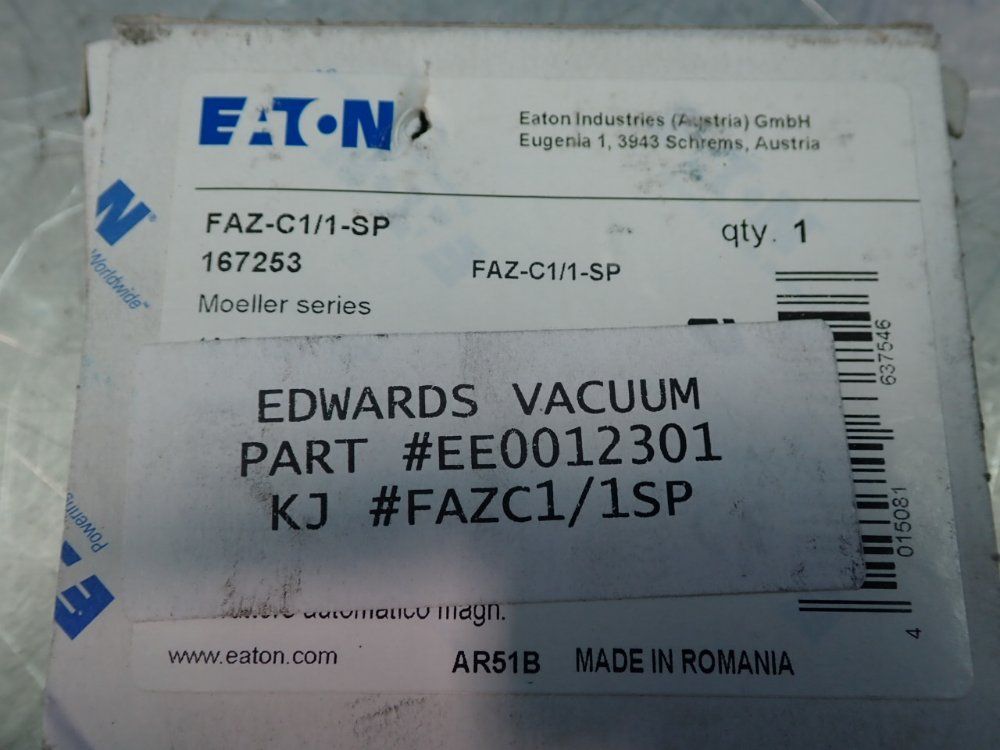 EATON
Eaton Industries (Austria) GmbH
Eugenia 1, 3943 Schrems, Austria
FAZ-C1/1-SP
qty. 1
167253
FAZ-C1/1-SP
Moeller series
EDWARDS VACUUM
PART #EE0012301
KJ #FAZC1/1SP
automatico magn.
www.eaton.com
AR51B
MADE IN ROMANIA
4 015081 637546
N
Worldwide™
Powering
E